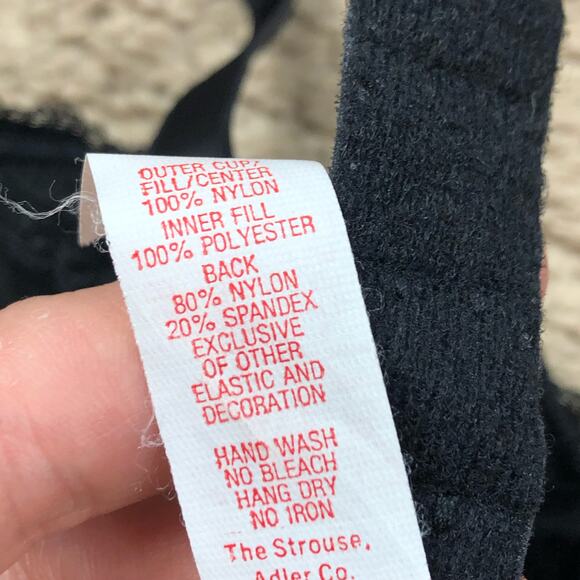 OUTER CUP/
FILL/CENTER
100% NYLON
INNER FILL
100% POLYESTER
BACK
80% NYLON
20% SPANDEX
EXCLUSIVE
OF OTHER
ELASTIC AND
DECORATION
HAND WASH
NO BLEACH
HANG DRY
NO IRON
The Strouse,
Adler Co.